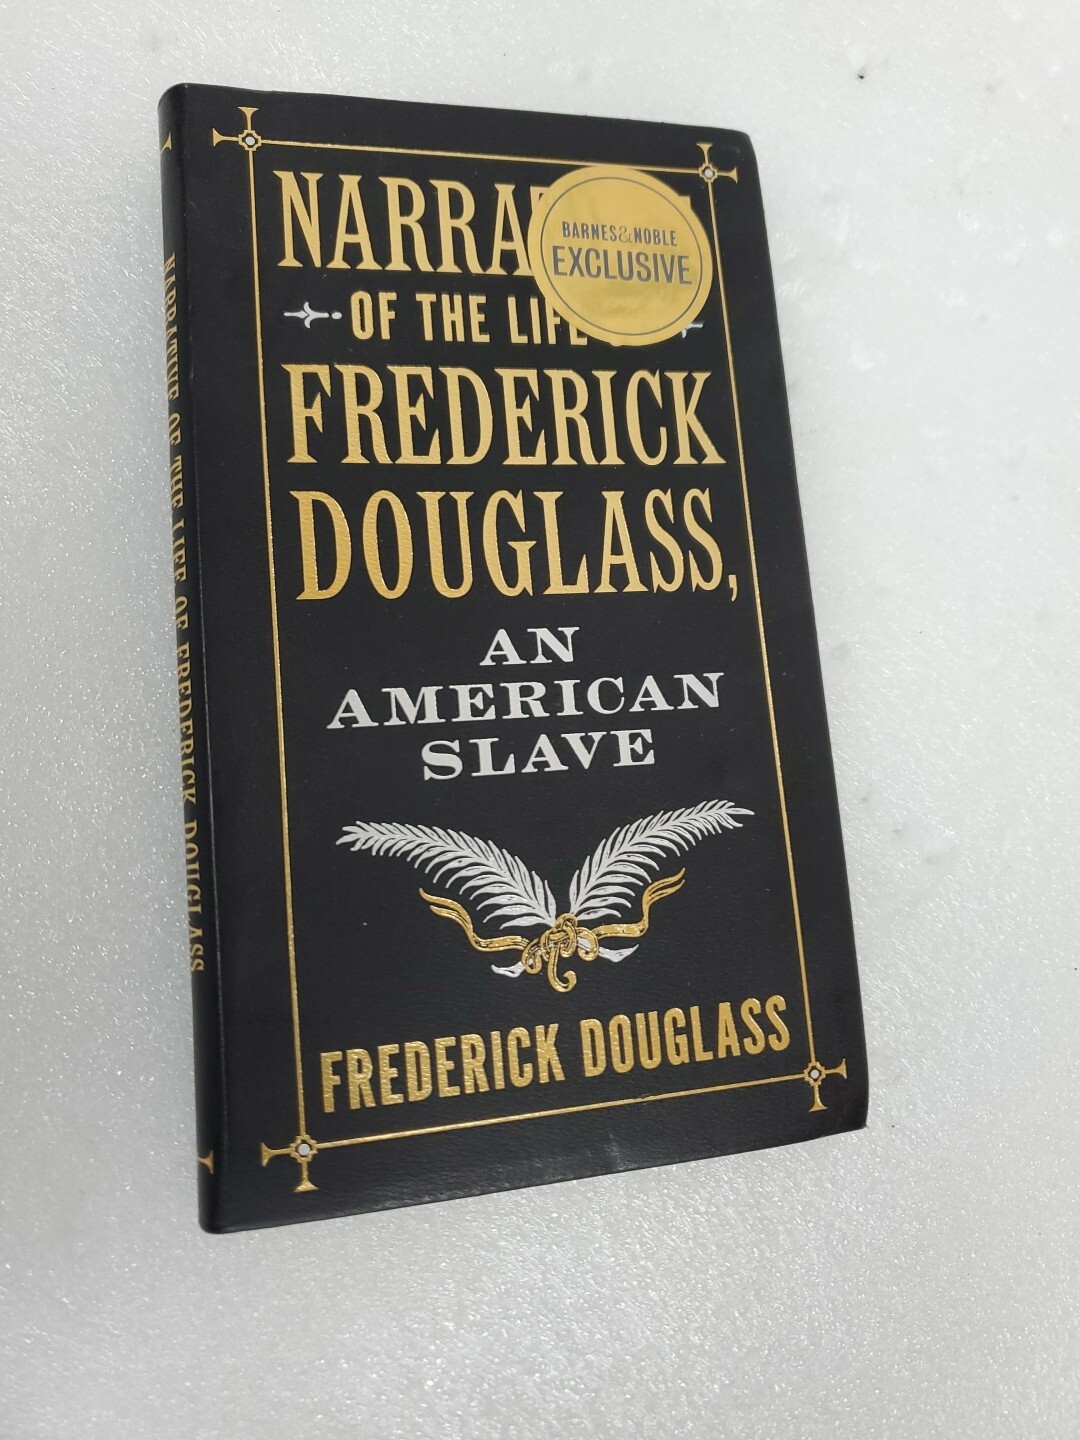 NARRA
BARNES&NOBLE
EXCLUSIVE
OF THE LIFE
FREDERICK
DOUGLASS,
AN
AMERICAN
SLAVE
FREDERICK DOUGLASS
NARRATIVE OF THE LIFE OF FREDERICK DOUGLASS